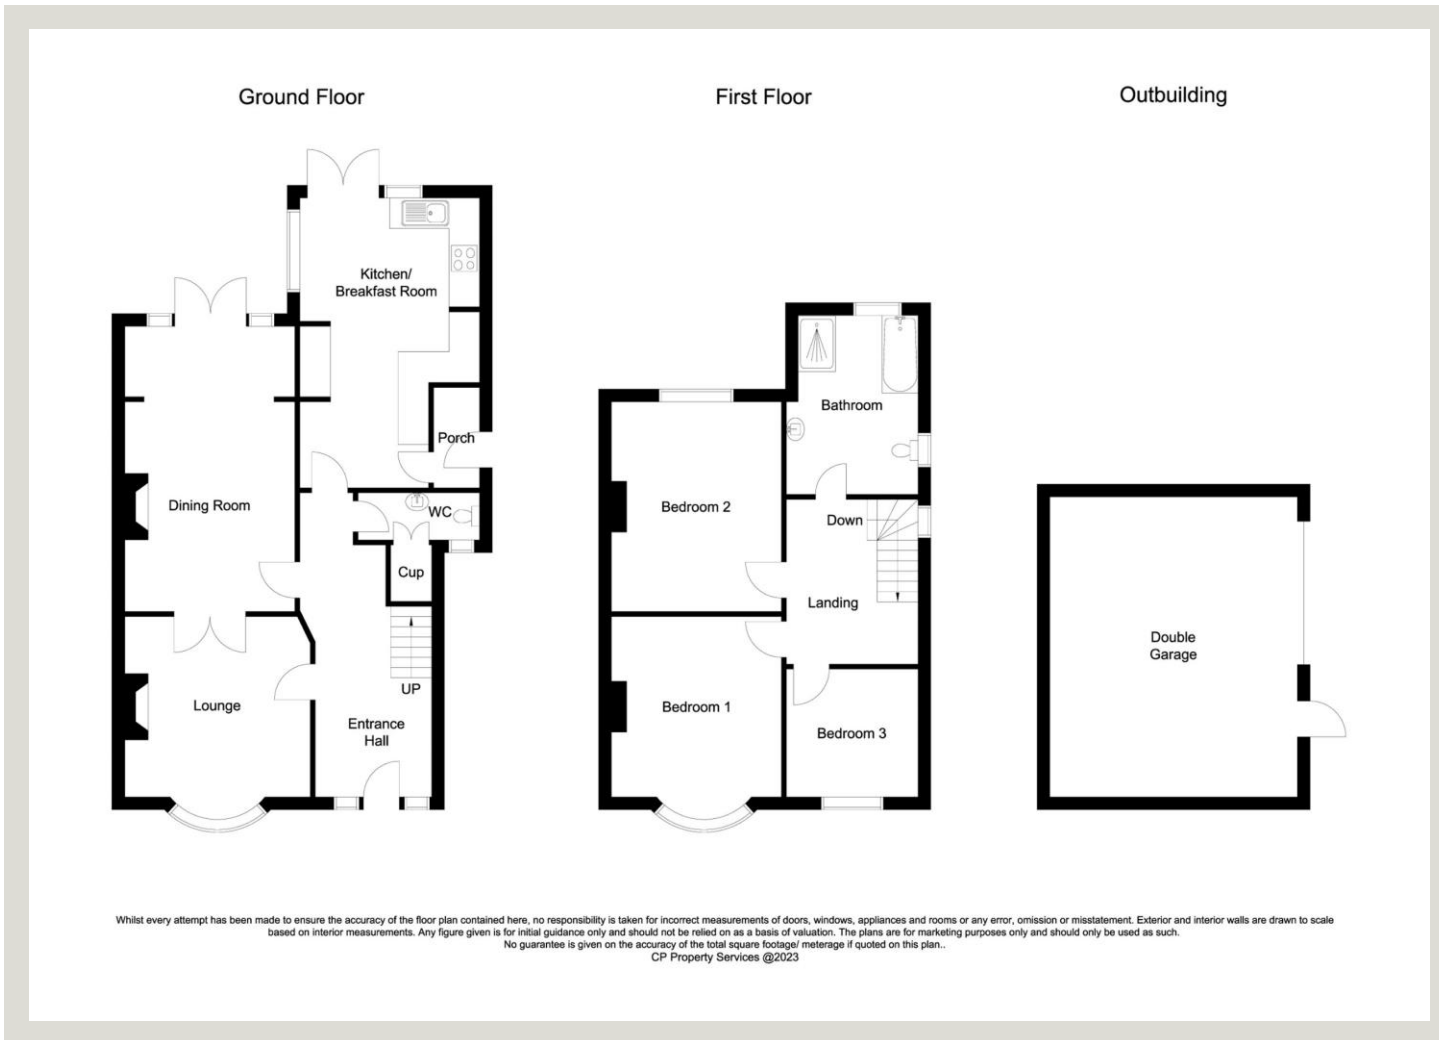 Ground Floor
First Floor
Outbuilding
Kitchen/
Breakfast Room
Porch
Dining Room
WC
Cup
Lounge
UP
Entrance
Hall
Bathroom
Bedroom 2
Down
Landing
Bedroom 1
Bedroom 3
Double
Garage
Whilst every attempt has been made to ensure the accuracy of the floor plan contained here, no responsibility is taken for incorrect measurements of doors, windows, appliances and rooms or any error, omission or misstatement. Exterior and interior walls are drawn to scale
based on interior measurements. Any figure given is for initial guidance only and should not be relied on as a basis of valuation. The plans are for marketing purposes only and should only be used as such.
No guarantee is given on the accuracy of the total square footage/ meterage if quoted on this plan..
CP Property Services @2023